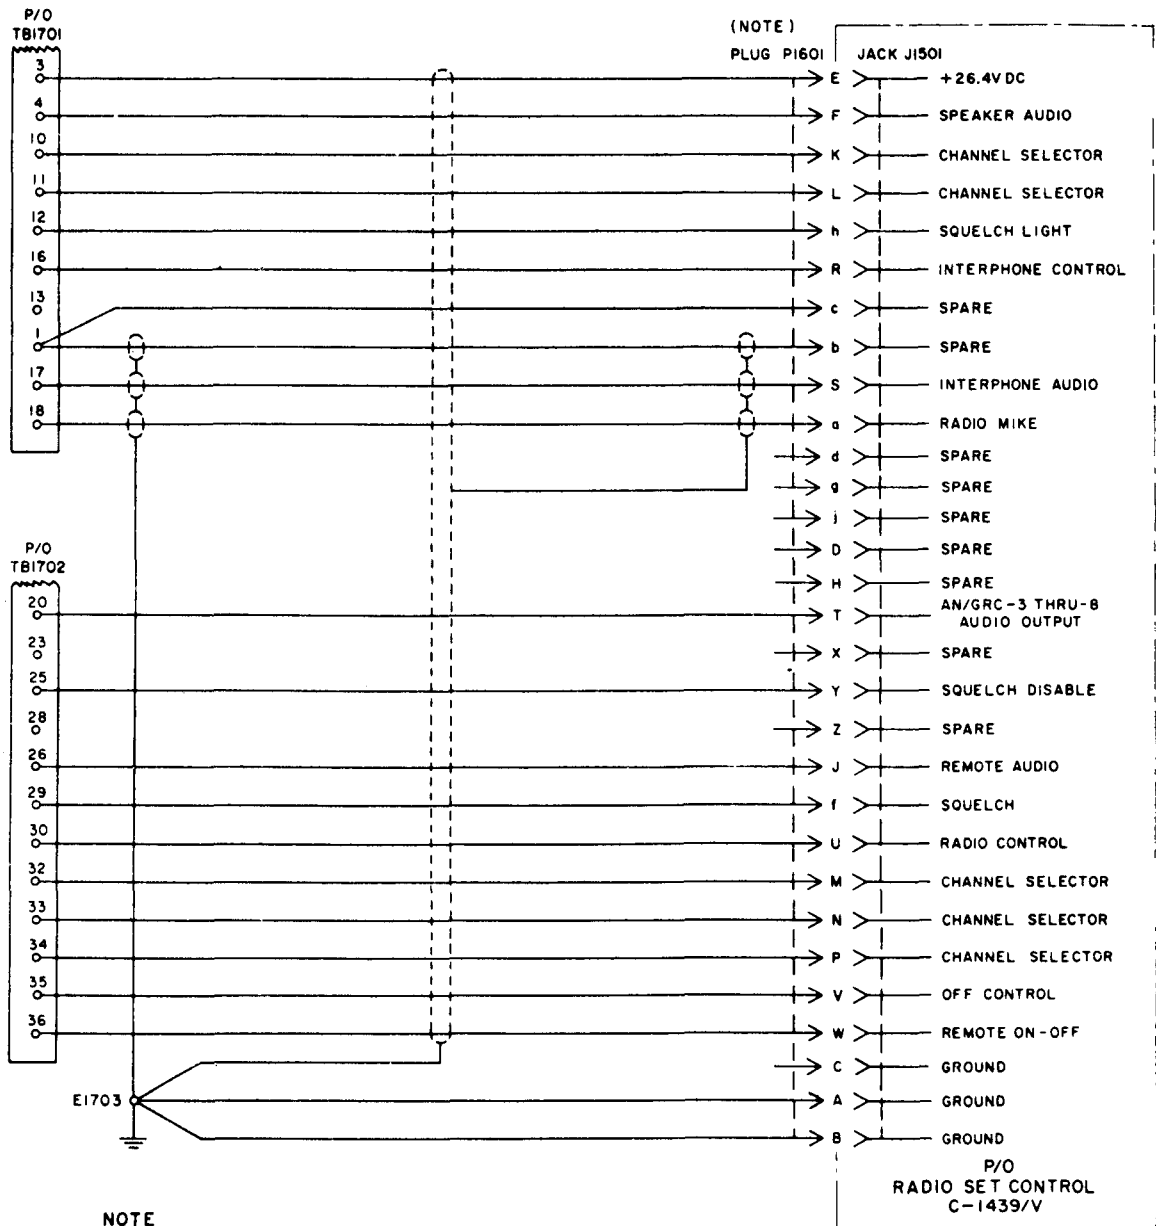 P/O
TB1701
(NOTE)
PLUG P1601 JACK J1501
3 E +26.4V DC
4 F SPEAKER AUDIO
10 K CHANNEL SELECTOR
11 L CHANNEL SELECTOR
12 h SQUELCH LIGHT
16 R INTERPHONE CONTROL
13 c SPARE
1 b SPARE
17 S INTERPHONE AUDIO
18 a RADIO MIKE
d SPARE
g SPARE
j SPARE
D SPARE
H SPARE
P/O
TB1702
20 T AN/GRC-3 THRU-8
AUDIO OUTPUT
23 X SPARE
25 Y SQUELCH DISABLE
28 Z SPARE
26 J REMOTE AUDIO
29 f SQUELCH
30 U RADIO CONTROL
32 M CHANNEL SELECTOR
33 N CHANNEL SELECTOR
34 P CHANNEL SELECTOR
35 V OFF CONTROL
36 W REMOTE ON-OFF
C GROUND
E1703 A GROUND
B GROUND
P/O
RADIO SET CONTROL
C-1439/V
NOTE